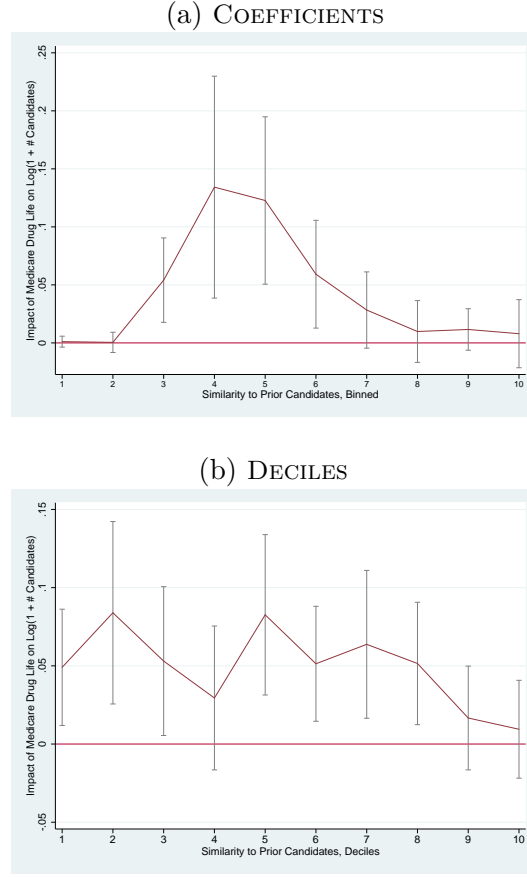 (a) Coefficients
Impact of Medicare Drug Life on Log(1 + # Candidates)
.25
.2
.15
.1
.05
0
1 2 3 4 5 6 7 8 9 10
Similarity to Prior Candidates, Binned
(b) Deciles
Impact of Medicare Drug Life on Log(1 + # Candidates)
.15
.1
.05
0
-.05
1 2 3 4 5 6 7 8 9 10
Similarity to Prior Candidates, Deciles